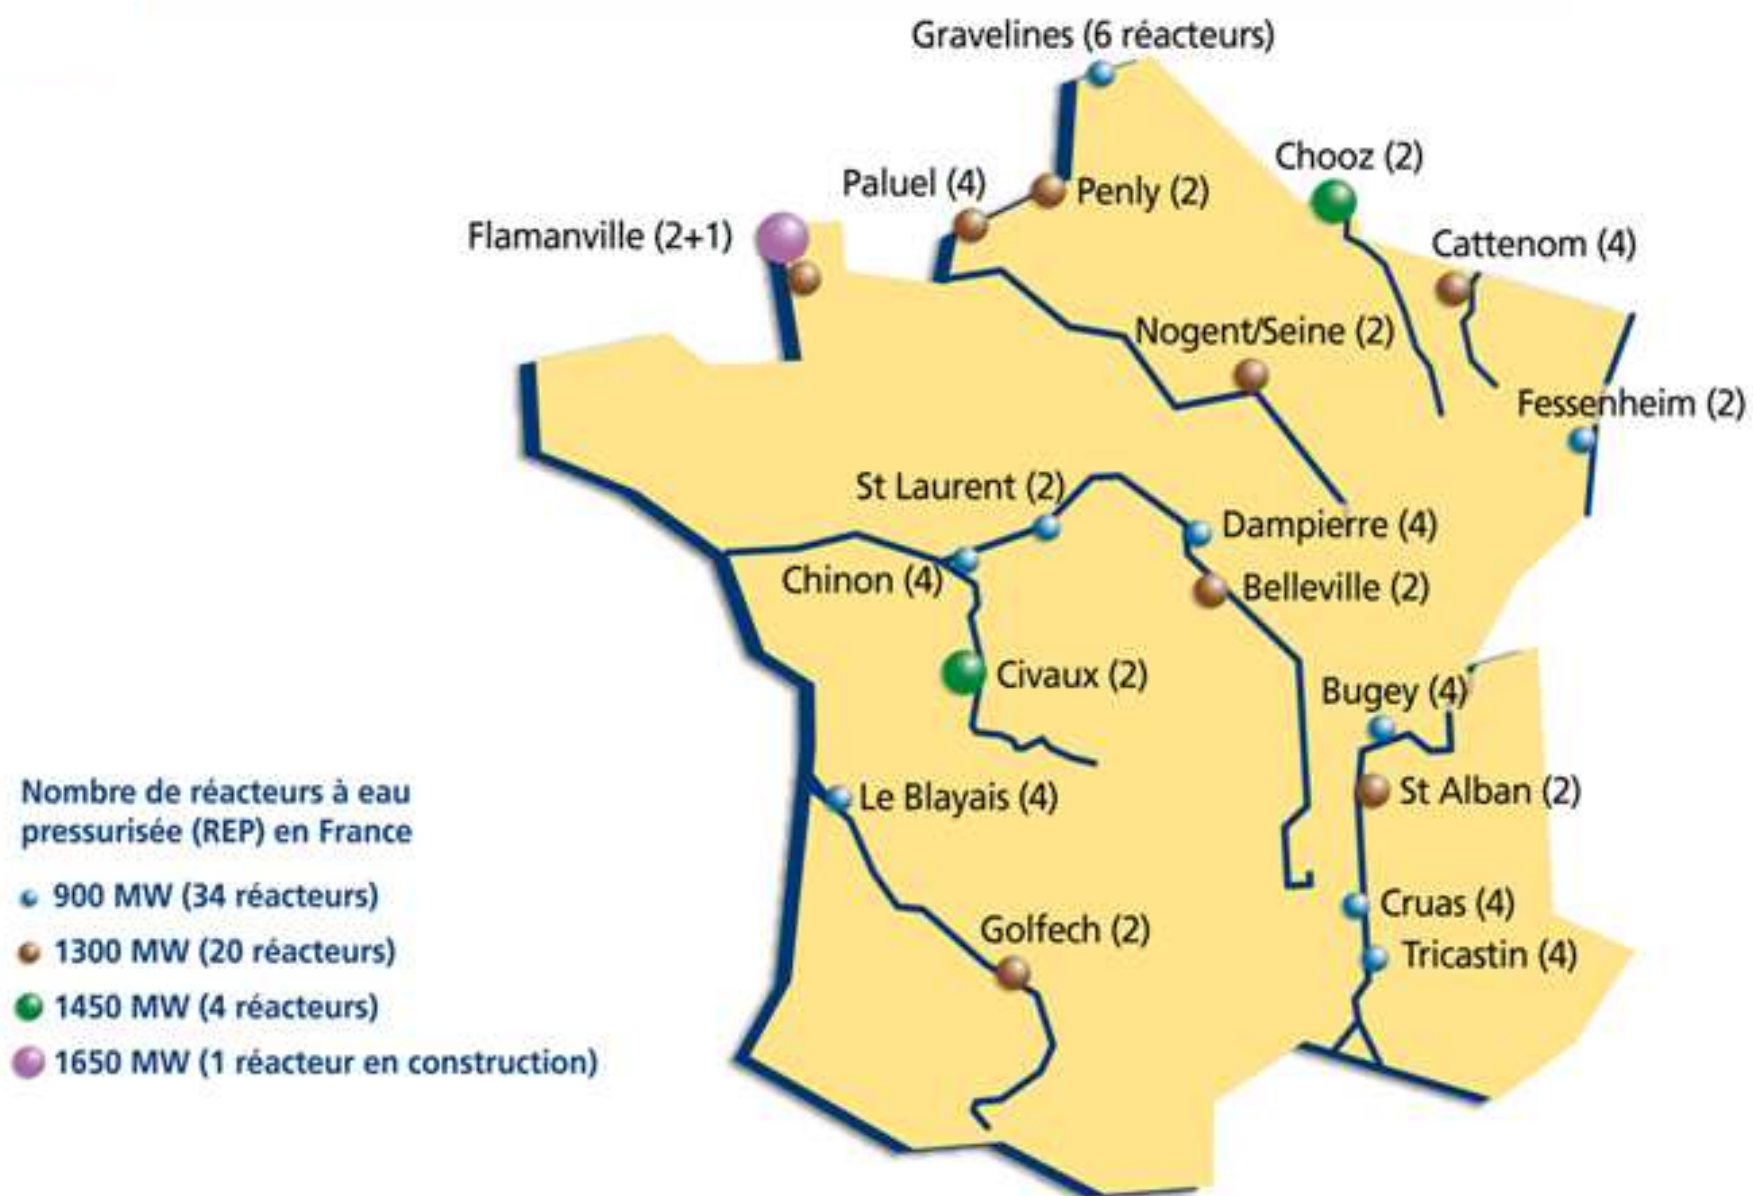 Gravelines (6 réacteurs)
Chooz (2)
Paluel (4)
Penly (2)
Flamanville (2+1)
Cattenom (4)
Nogent/Seine (2)
Fessenheim (2)
St Laurent (2)
Dampierre (4)
Chinon (4)
Belleville (2)
Civaux (2)
Bugey (4)
Le Blayais (4)
St Alban (2)
Cruas (4)
Golfech (2)
Tricastin (4)
Nombre de réacteurs à eau
pressurisée (REP) en France
900 MW (34 réacteurs)
1300 MW (20 réacteurs)
1450 MW (4 réacteurs)
1650 MW (1 réacteur en construction)